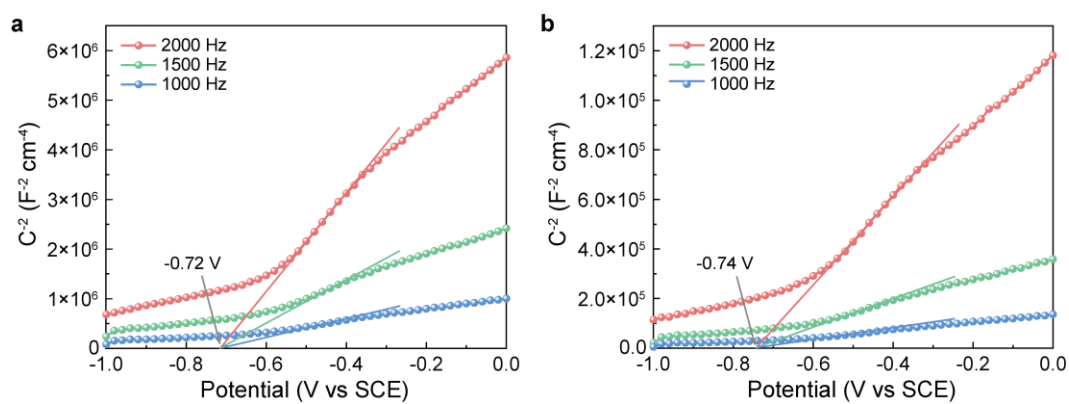 a
C⁻² (F⁻² cm⁻⁴)
6×10⁶
5×10⁶
4×10⁶
3×10⁶
2×10⁶
1×10⁶
0
2000 Hz
1500 Hz
1000 Hz
-0.72 V
-1.0 -0.8 -0.6 -0.4 -0.2 0.0
Potential (V vs SCE)
b
C⁻² (F⁻² cm⁻⁴)
1.2×10⁵
1.0×10⁵
8.0×10⁵
6.0×10⁵
4.0×10⁵
2.0×10⁵
0.0
2000 Hz
1500 Hz
1000 Hz
-0.74 V
-1.0 -0.8 -0.6 -0.4 -0.2 0.0
Potential (V vs SCE)